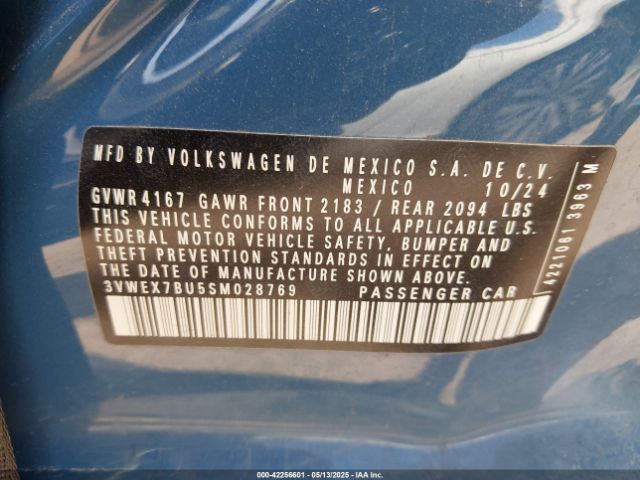 MFD BY VOLKSWAGEN DE MEXICO S.A. DE C.V.
MEXICO 10/24
GVWR 4167 GAWR FRONT 2183 / REAR 2094 LBS
THIS VEHICLE CONFORMS TO ALL APPLICABLE U.S.
FEDERAL MOTOR VEHICLE SAFETY, BUMPER AND
THEFT PREVENTION STANDARDS IN EFFECT ON THE
DATE OF MANUFACTURE SHOWN ABOVE.
3VWEX7BU5SM028769 PASSENGER CAR
4221061 3963 M
000-42256601 | 05/13/2025 | IAA Inc.